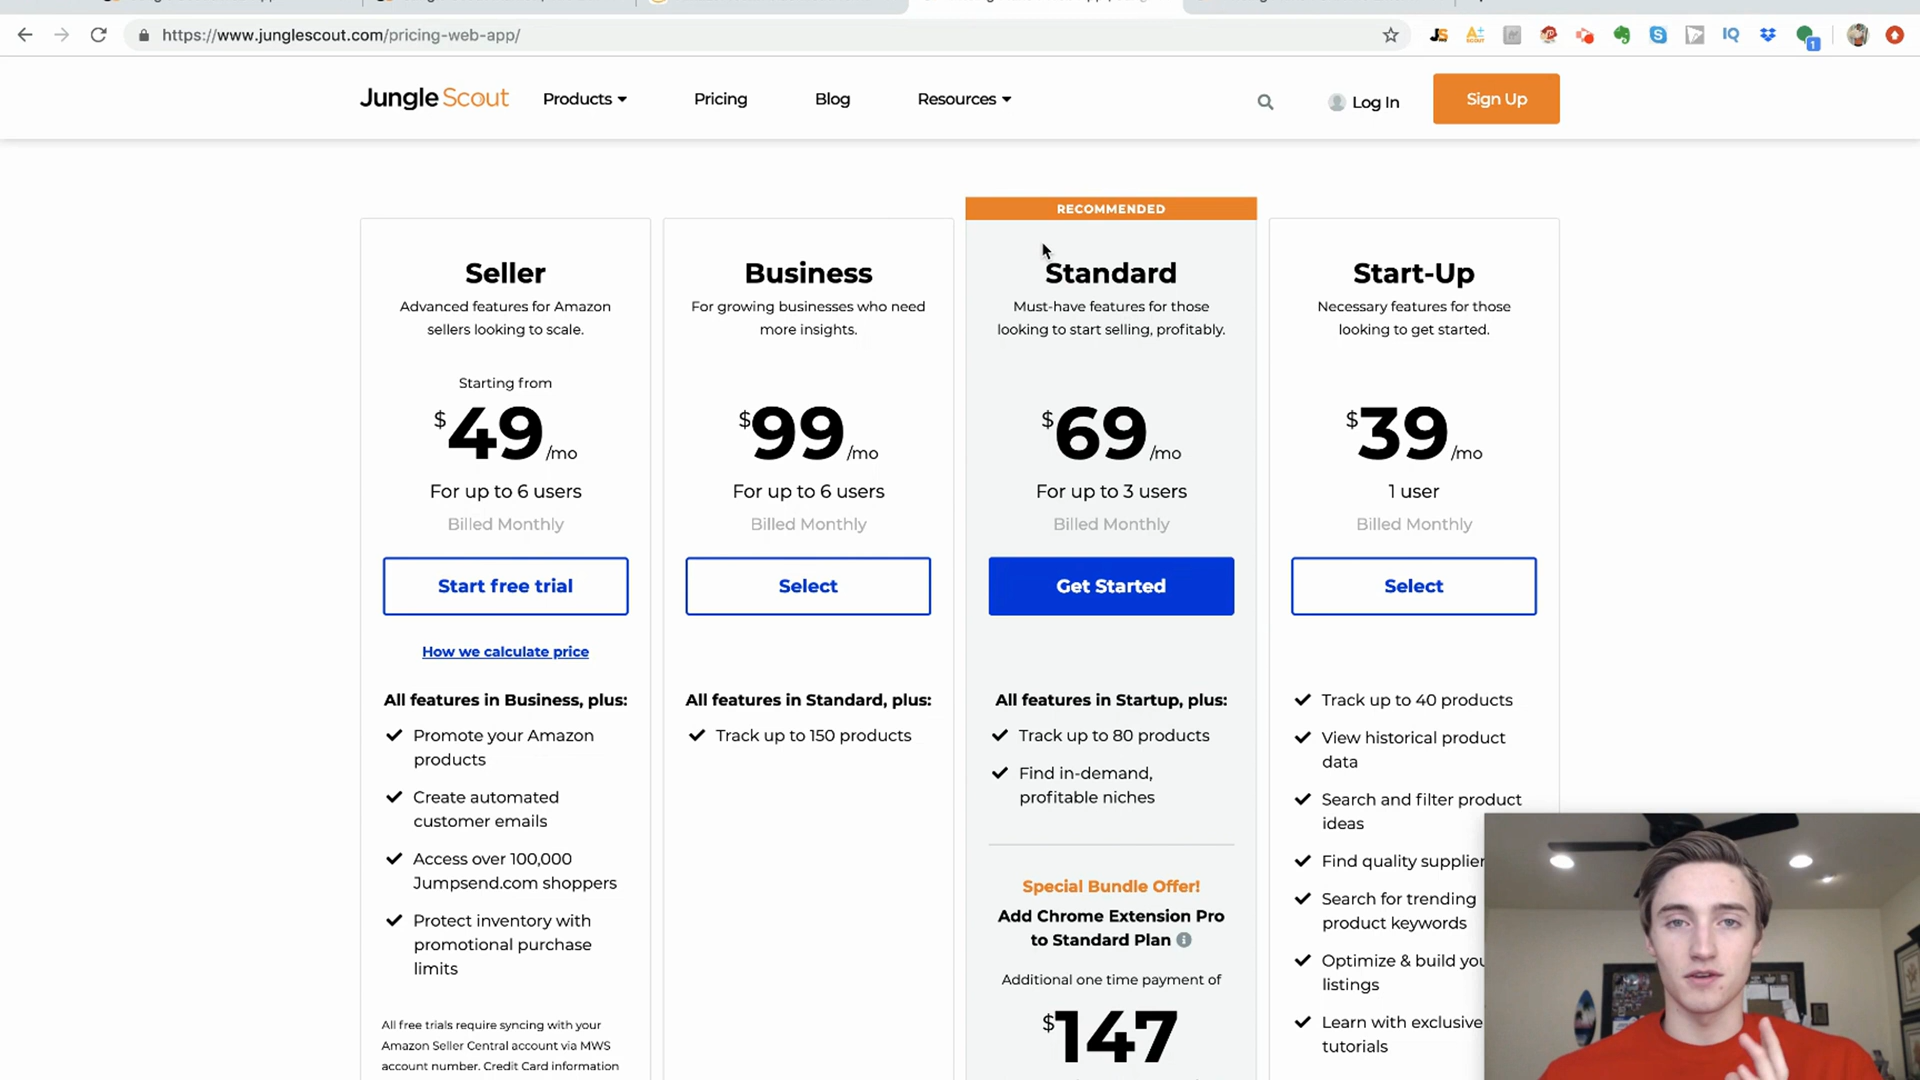 https://www.junglescout.com/pricing-web-app/
JS
A+
SCOUT
IQ
1
Jungle Scout
Products
Pricing
Blog
Resources
Log In
Sign Up
Seller
Advanced features for Amazon
sellers looking to scale.
Starting from
$49/mo
For up to 6 users
Billed Monthly
Start free trial
How we calculate price
All features in Business, plus:
Promote your Amazon
products
Create automated
customer emails
Access over 100,000
Jumpsend.com shoppers
Protect inventory with
promotional purchase
limits
All free trials require syncing with your
Amazon Seller Central account via MWS
account number. Credit Card information
Business
For growing businesses who need
more insights.
$99/mo
For up to 6 users
Billed Monthly
Select
All features in Standard, plus:
Track up to 150 products
RECOMMENDED
Standard
Must-have features for those
looking to start selling, profitably.
$69/mo
For up to 3 users
Billed Monthly
Get Started
All features in Startup, plus:
Track up to 80 products
Find in-demand,
profitable niches
Special Bundle Offer!
Add Chrome Extension Pro
to Standard Plan
Additional one time payment of
$147
Start-Up
Necessary features for those
looking to get started.
$39/mo
1 user
Billed Monthly
Select
Track up to 40 products
View historical product
data
Search and filter product
ideas
Find quality supplier
Search for trending
product keywords
Optimize & build you
listings
Learn with exclusive
tutorials